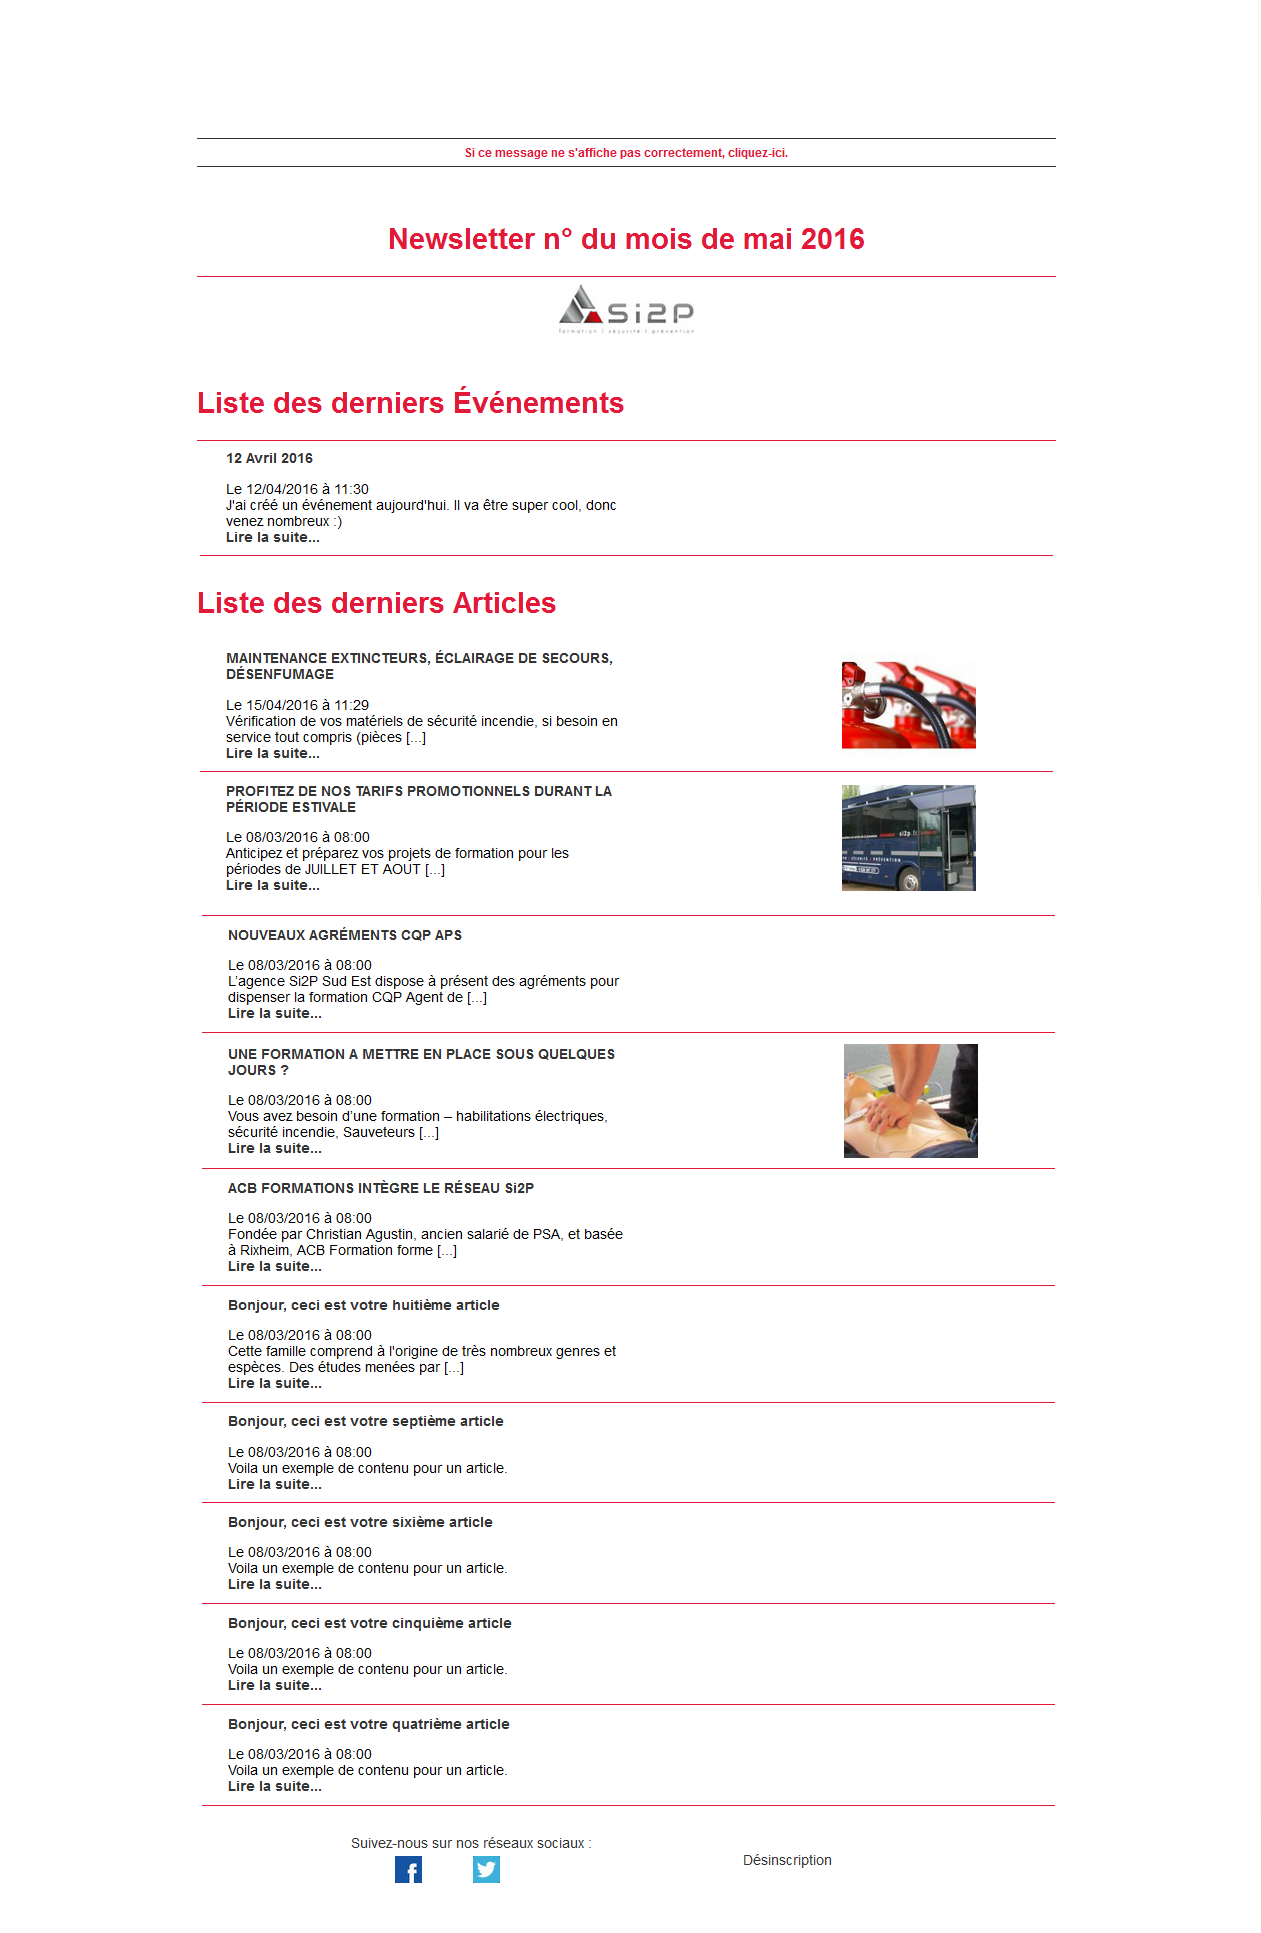 Si ce message ne s'affiche pas correctement, cliquez-ici.
Newsletter n° du mois de mai 2016
Si2P
formation | sécurité | prévention
Liste des derniers Événements
12 Avril 2016
Le 12/04/2016 à 11:30
J'ai créé un événement aujourd'hui. Il va être super cool, donc
venez nombreux :)
Lire la suite...
Liste des derniers Articles
MAINTENANCE EXTINCTEURS, ÉCLAIRAGE DE SECOURS,
DÉSENFUMAGE
Le 15/04/2016 à 11:29
Vérification de vos matériels de sécurité incendie, si besoin en
service tout compris (pièces [...]
Lire la suite...
PROFITEZ DE NOS TARIFS PROMOTIONNELS DURANT LA
PÉRIODE ESTIVALE
Le 08/03/2016 à 08:00
Anticipez et préparez vos projets de formation pour les
périodes de JUILLET ET AOUT [...]
Lire la suite...
si2p.fr
NOUVEAUX AGRÉMENTS CQP APS
Le 08/03/2016 à 08:00
L’agence Si2P Sud Est dispose à présent des agréments pour
dispenser la formation CQP Agent de [...]
Lire la suite...
UNE FORMATION A METTRE EN PLACE SOUS QUELQUES
JOURS ?
Le 08/03/2016 à 08:00
Vous avez besoin d’une formation – habilitations électriques,
sécurité incendie, Sauveteurs [...]
Lire la suite...
ACB FORMATIONS INTÈGRE LE RÉSEAU Si2P
Le 08/03/2016 à 08:00
Fondée par Christian Agustin, ancien salarié de PSA, et basée
à Rixheim, ACB Formation forme [...]
Lire la suite...
Bonjour, ceci est votre huitième article
Le 08/03/2016 à 08:00
Cette famille comprend à l'origine de très nombreux genres et
espèces. Des études menées par [...]
Lire la suite...
Bonjour, ceci est votre septième article
Le 08/03/2016 à 08:00
Voila un exemple de contenu pour un article.
Lire la suite...
Bonjour, ceci est votre sixième article
Le 08/03/2016 à 08:00
Voila un exemple de contenu pour un article.
Lire la suite...
Bonjour, ceci est votre cinquième article
Le 08/03/2016 à 08:00
Voila un exemple de contenu pour un article.
Lire la suite...
Bonjour, ceci est votre quatrième article
Le 08/03/2016 à 08:00
Voila un exemple de contenu pour un article.
Lire la suite...
Suivez-nous sur nos réseaux sociaux :
Désinscription